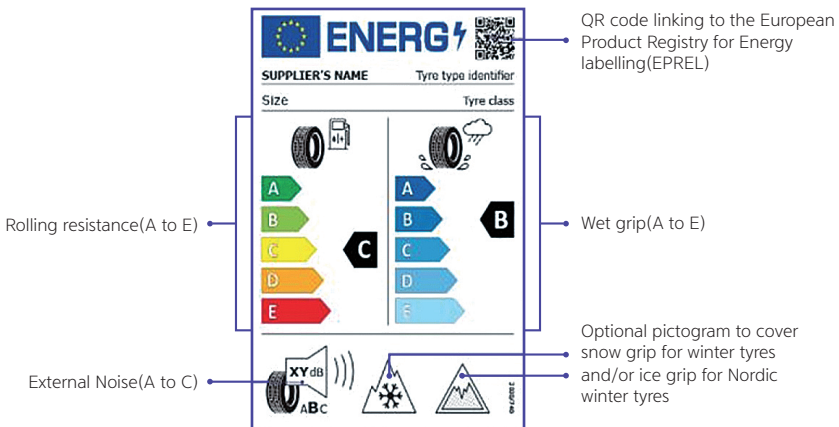 ENERG
QR code linking to the European
Product Registry for Energy
labelling(EPREL)
SUPPLIER'S NAME Tyre type identifier
Size Tyre class
A
B
C
D
E
C
A
B
C
D
E
B
Rolling resistance(A to E)
Wet grip(A to E)
XY dB
ABC
External Noise(A to C)
Optional pictogram to cover
snow grip for winter tyres
and/or ice grip for Nordic
winter tyres
2020/740